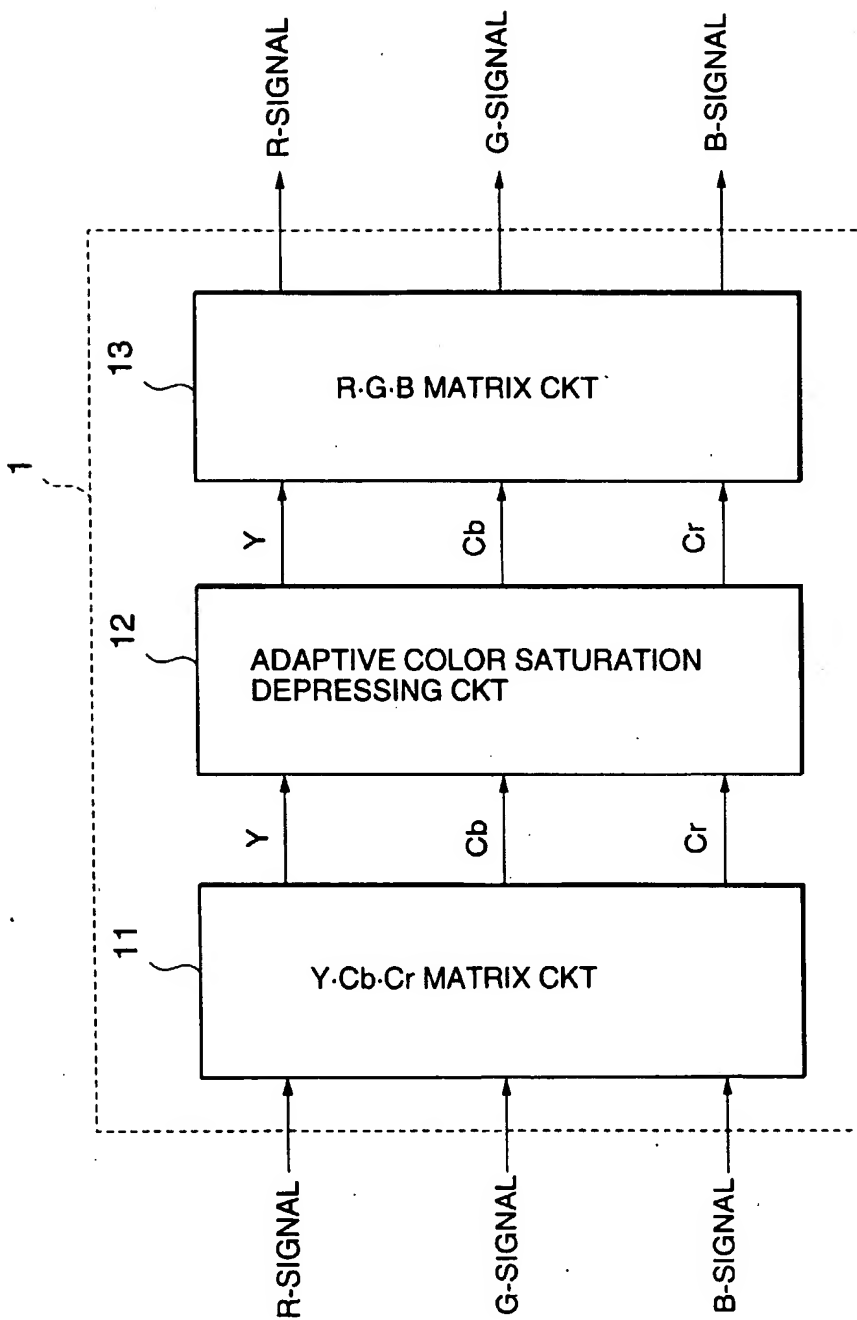 1
11
12
13
R-SIGNAL
G-SIGNAL
B-SIGNAL
Y·Cb·Cr MATRIX CKT
Y
Cb
Cr
ADAPTIVE COLOR SATURATION
DEPRESSING CKT
Y
Cb
Cr
R·G·B MATRIX CKT
R-SIGNAL
G-SIGNAL
B-SIGNAL